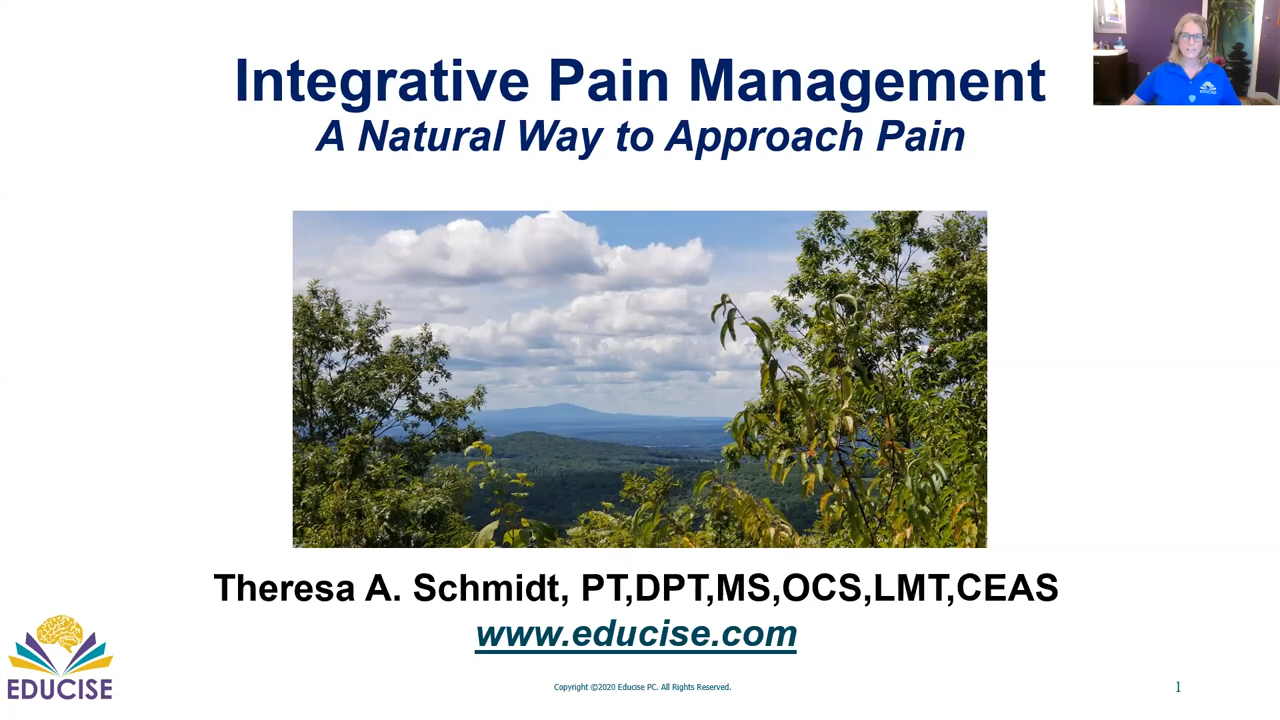 Integrative Pain Management
A Natural Way to Approach Pain
Theresa A. Schmidt, PT,DPT,MS,OCS,LMT,CEAS
www.educise.com
EDUCISE
Copyright ©2020 Educise PC. All Rights Reserved.
1